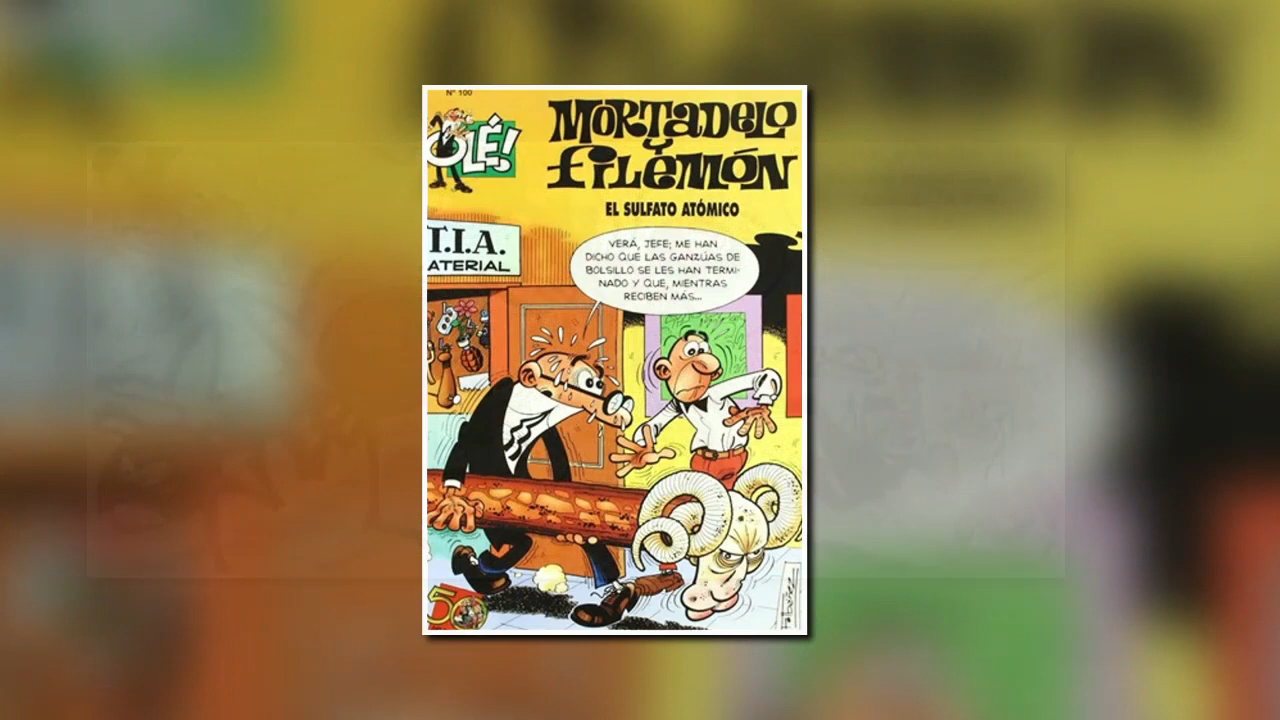 Nº 100
OLÉ!
MORTADELO
Y
FILEMÓN
EL SULFATO ATÓMICO
T.I.A.
ATERIAL
VERÁ, JEFE; ME HAN
DICHO QUE LAS GANZÚAS DE
BOLSILLO SE LES HAN TERMI-
NADO Y QUE, MIENTRAS
RECIBEN MÁS...
50
Ibáñez